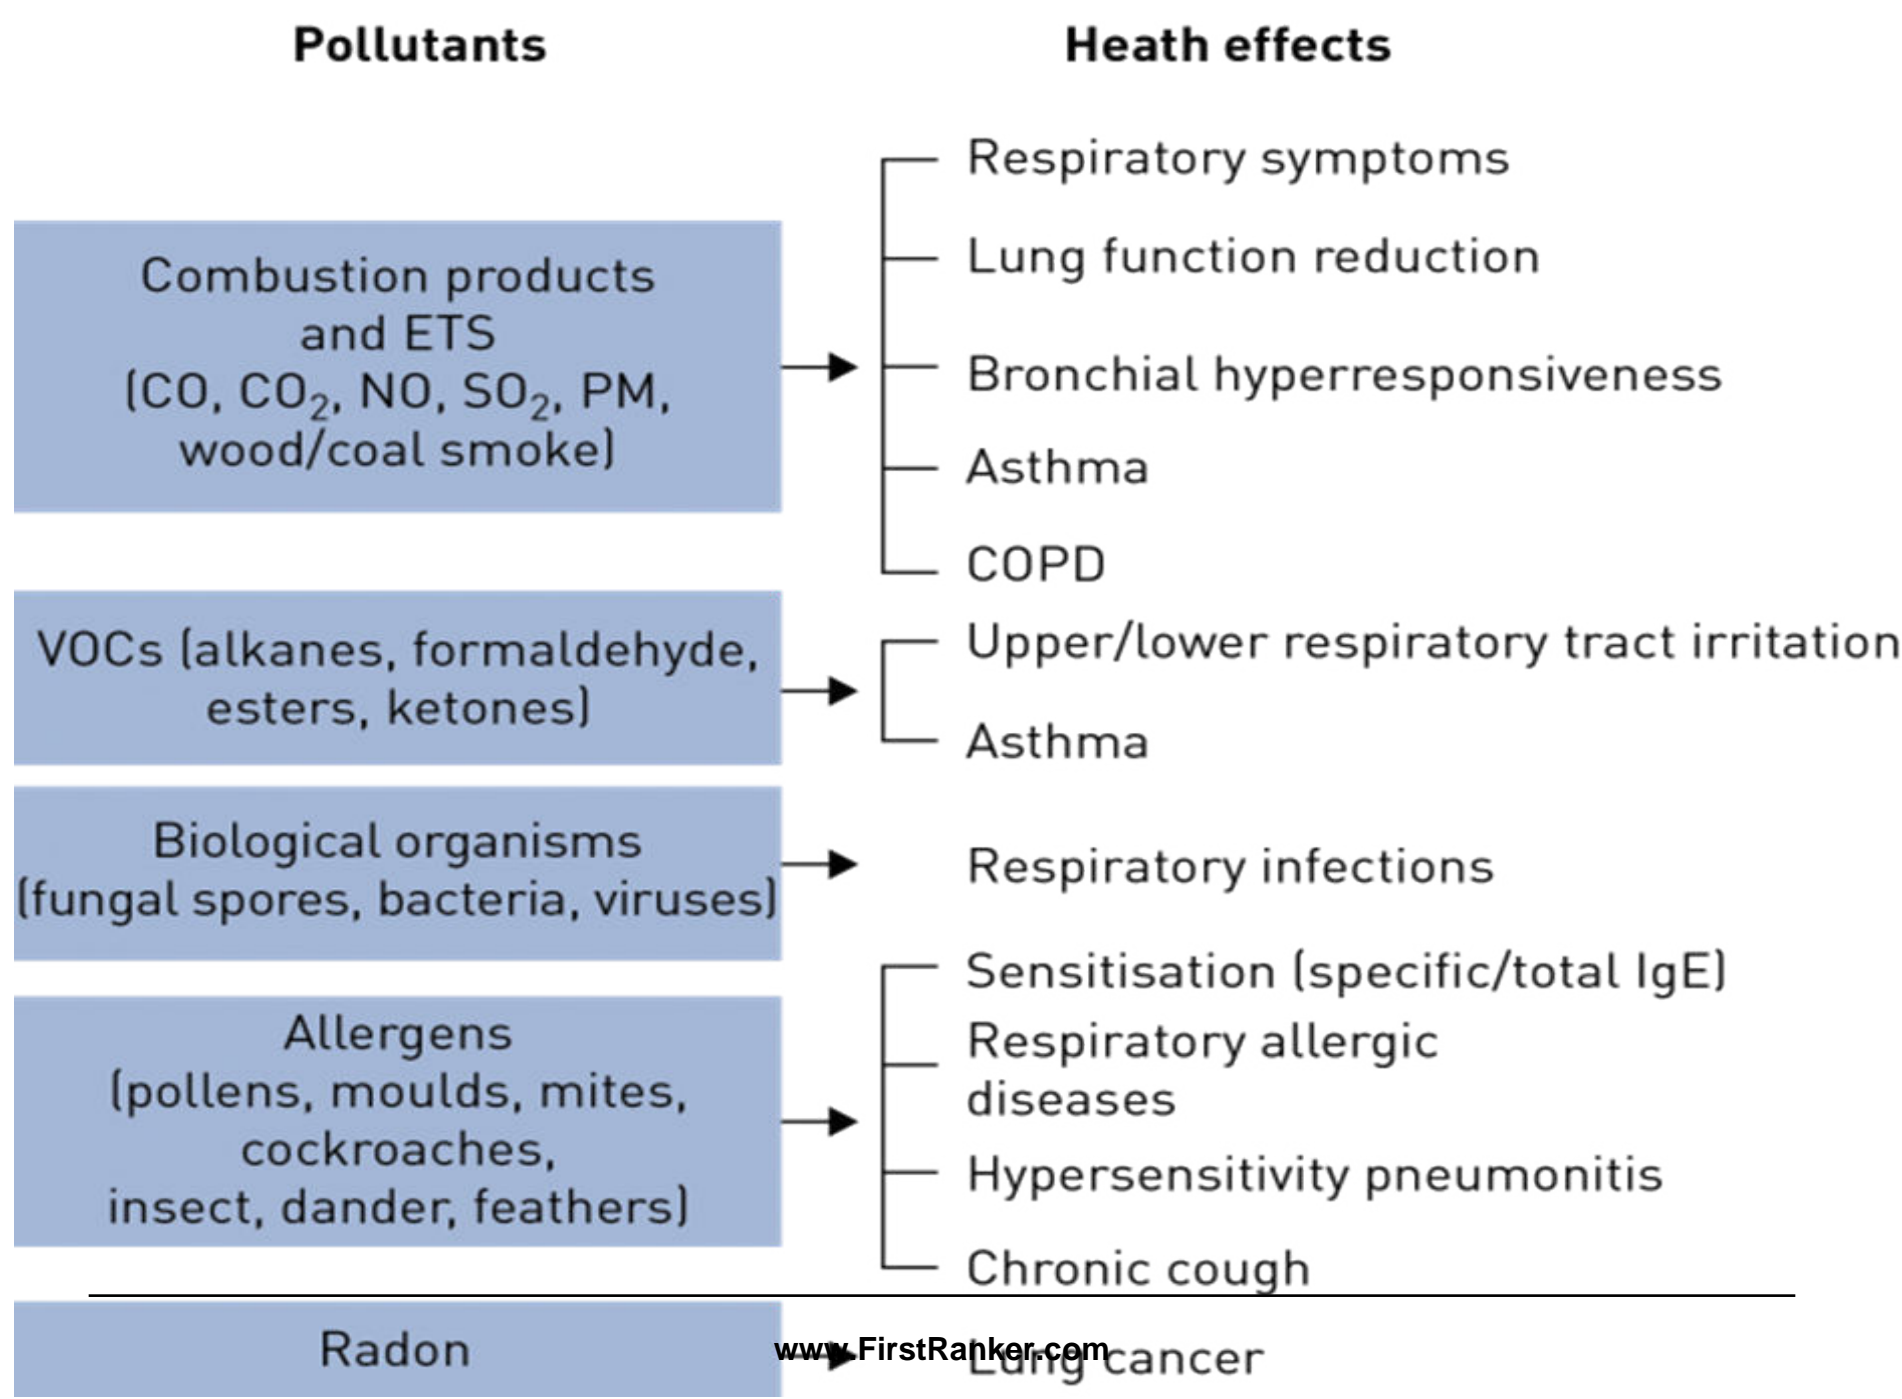 Pollutants
Heath effects
Combustion products
and ETS
(CO, CO₂, NO, SO₂, PM,
wood/coal smoke)
Respiratory symptoms
Lung function reduction
Bronchial hyperresponsiveness
Asthma
COPD
VOCs (alkanes, formaldehyde,
esters, ketones)
Upper/lower respiratory tract irritation
Asthma
Biological organisms
(fungal spores, bacteria, viruses)
Respiratory infections
Allergens
(pollens, moulds, mites,
cockroaches,
insect, dander, feathers)
Sensitisation (specific/total IgE)
Respiratory allergic
diseases
Hypersensitivity pneumonitis
Chronic cough
Radon
Lung cancer
www.FirstRanker.com